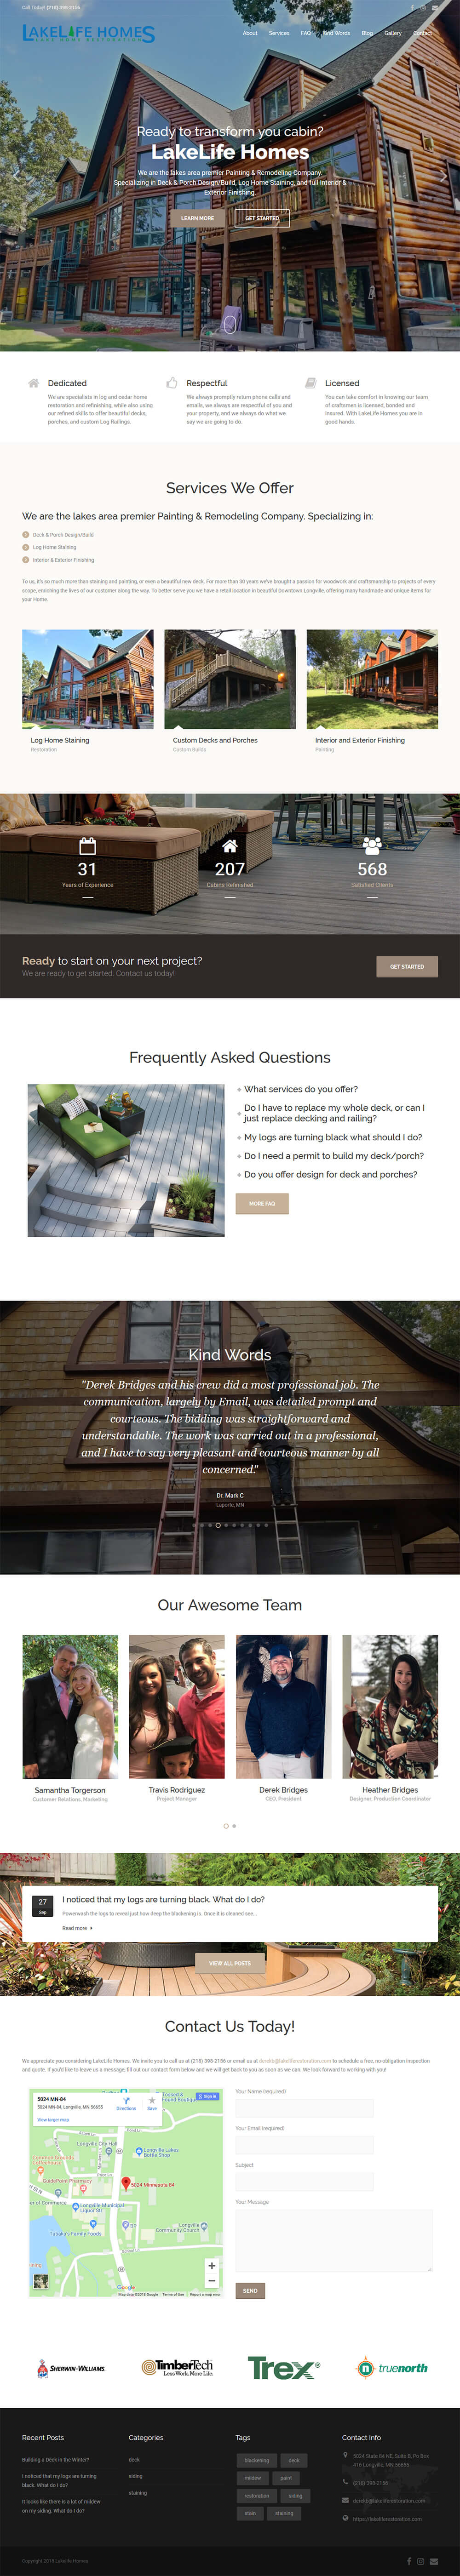 Call Today! (218) 398-2156
LAKELIFE HOMES
LAKE HOME RESTORATION
About Services FAQ Kind Words Blog Gallery Contact
Ready to transform you cabin?
LakeLife Homes
We are the lakes area premier Painting & Remodeling Company
Specializing in Deck & Porch Design/Build, Log Home Staining, and full Interior &
Exterior Finishing
LEARN MORE
GET STARTED
Dedicated
We are specialists in log and cedar home
restoration and refinishing, while also using
our refined skills to offer beautiful decks,
porches, and custom Log Railings.
Respectful
We always promptly return phone calls and
emails, we always are respectful of you and
your property, and we always do what we
say we are going to do.
Licensed
You can take comfort in knowing our team
of craftsmen is licensed, bonded and
insured. With LakeLife Homes you are in
good hands.
Services We Offer
We are the lakes area premier Painting & Remodeling Company. Specializing in:
Deck & Porch Design/Build
Log Home Staining
Interior & Exterior Finishing
To us, it's so much more than staining and painting, or even a beautiful new deck. For more than 30 years we've brought a passion for woodwork and craftsmanship to projects of every
scope, enriching the lives of our customer along the way. To better serve you we have a retail location in beautiful Downtown Longville, offering many handmade and unique items for
your Home.
Log Home Staining
Restoration
Custom Decks and Porches
Custom Builds
Interior and Exterior Finishing
Painting
31
Years of Experience
207
Cabins Refinished
568
Satisfied Clients
Ready to start on your next project?
We are ready to get started. Contact us today!
GET STARTED
Frequently Asked Questions
What services do you offer?
Do I have to replace my whole deck, or can I
just replace decking and railing?
My logs are turning black what should I do?
Do I need a permit to build my deck/porch?
Do you offer design for deck and porches?
MORE FAQ
Kind Words
"Derek Bridges and his crew did a most professional job. The
communication, largely by Email, was detailed prompt and
courteous. The bidding was straightforward and
understandable. The work was carried out in a professional,
and I have to say very pleasant and courteous manner by all
concerned."
Dr. Mark C
Laporte, MN
Our Awesome Team
Samantha Torgerson
Customer Relations, Marketing
Travis Rodriguez
Project Manager
Derek Bridges
CEO, President
Heather Bridges
Designer, Production Coordinator
27
Sep
I noticed that my logs are turning black. What do I do?
Powerwash the logs to reveal just how deep the blackening is. Once it is cleaned see...
Read more
VIEW ALL POSTS
Contact Us Today!
We appreciate you considering LakeLife Homes. We invite you to call us at (218) 398-2156 or email us at derekb@lakeliferestoration.com to schedule a free, no-obligation inspection
and quote. If you'd like to leave us a message, fill out our contact form below and we will get back to you as soon as we can. We look forward to working with you!
5024 MN-84
5024 MN-84, Longville, MN 56655
View larger map
Directions
Save
Sign in
Longville City Hall
Longville Lakes
Bottle Shop
Common Grounds
Coffeehouse
GuidePoint Pharmacy
5024 Minnesota 84
Longville Municipal
Liquor Str
Tabaka's Family Foods
Longville
Community Church
Google
Map data ©2018 Google Terms of Use Report a map error
Your Name (required)
Your Email (required)
Subject
Your Message
SEND
SHERWIN-WILLIAMS.
TimberTech
Less Work. More Life.
Trex®
truenorth
Recent Posts
Building a Deck in the Winter?
I noticed that my logs are turning
black. What do I do?
It looks like there is a lot of mildew
on my siding. What do I do?
Categories
deck
siding
staining
Tags
blackening
deck
mildew
paint
restoration
siding
stain
staining
Contact Info
5024 State 84 NE, Suite B, Po Box
416 Longville, MN 56655
(218) 398-2156
derekb@lakeliferestoration.com
https://lakeliferestoration.com
Copyright 2018 Lakelife Homes